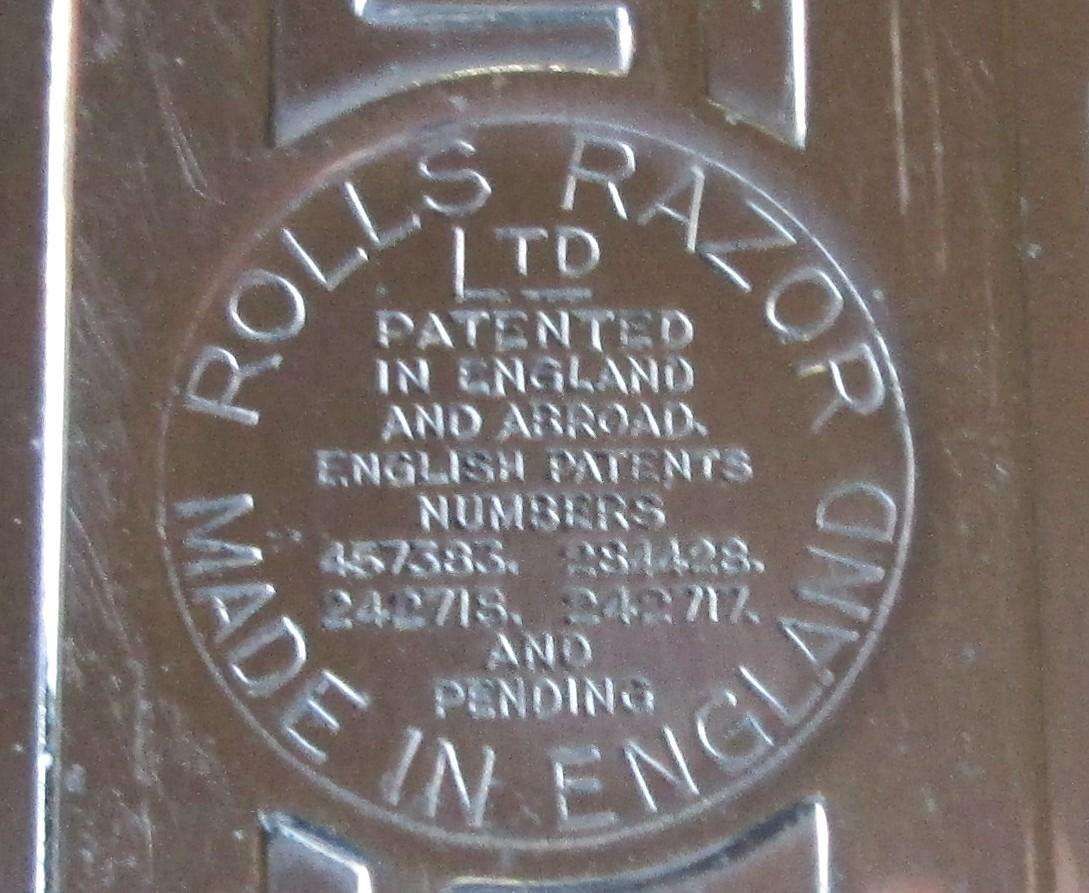 ROLLS RAZOR
LTD
PATENTED
IN ENGLAND
AND ABROAD.
ENGLISH PATENTS
NUMBERS
457383. 284428.
242718. 242717.
AND
PENDING
MADE IN ENGLAND